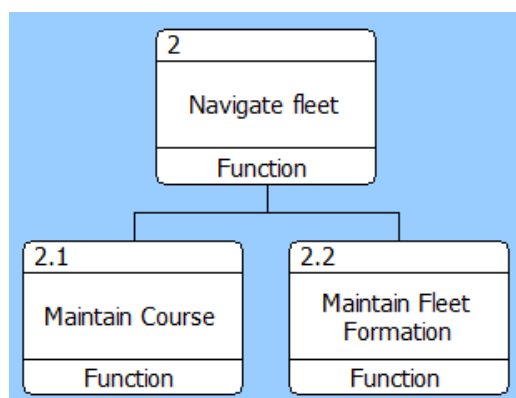 2
Navigate fleet
Function
2.1
Maintain Course
Function
2.2
Maintain Fleet
Formation
Function